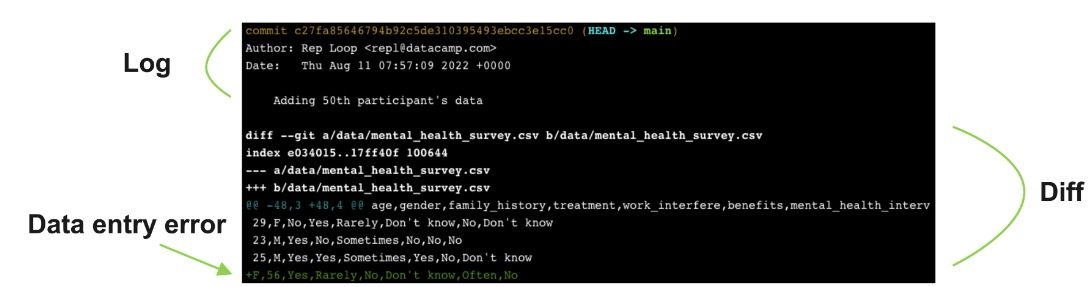 Log
commit c27fa85646794b92c5de310395493ebcc3e15cc0 (HEAD -> main)
Author: Rep Loop <repl@datacamp.com>
Date:   Thu Aug 11 07:57:09 2022 +0000
    Adding 50th participant's data
diff --git a/data/mental_health_survey.csv b/data/mental_health_survey.csv
index e034015..17ff40f 100644
--- a/data/mental_health_survey.csv
+++ b/data/mental_health_survey.csv
@@ -48,3 +48,4 @@ age,gender,family_history,treatment,work_interfere,benefits,mental_health_interv
 29,F,No,Yes,Rarely,Don't know,No,Don't know
 23,M,Yes,No,Sometimes,No,No,No
 25,M,Yes,Yes,Sometimes,Yes,No,Don't know
+F,56,Yes,Rarely,No,Don't know,Often,No
Diff
Data entry error